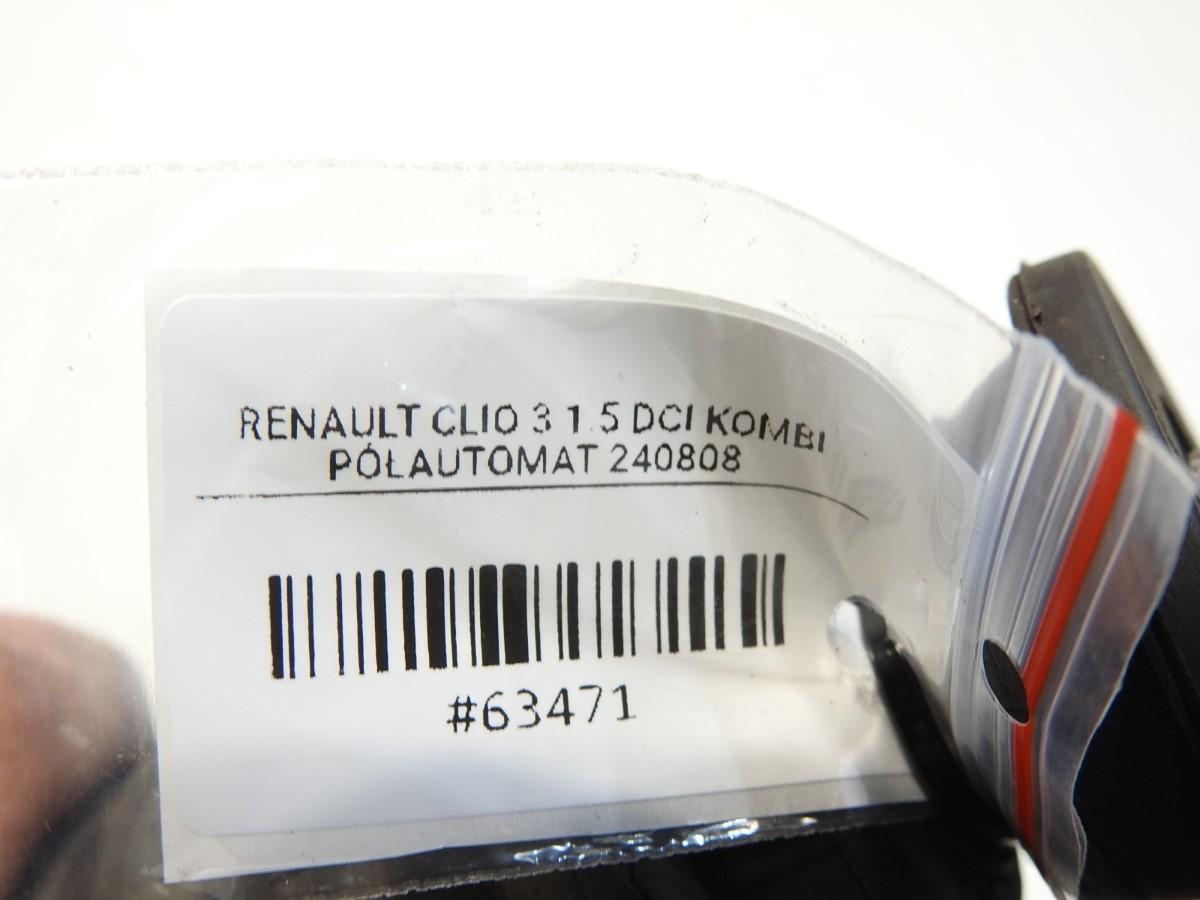 RENAULT CLIO 3 1.5 DCI KOMBI
PÓŁAUTOMAT 240808
#63471